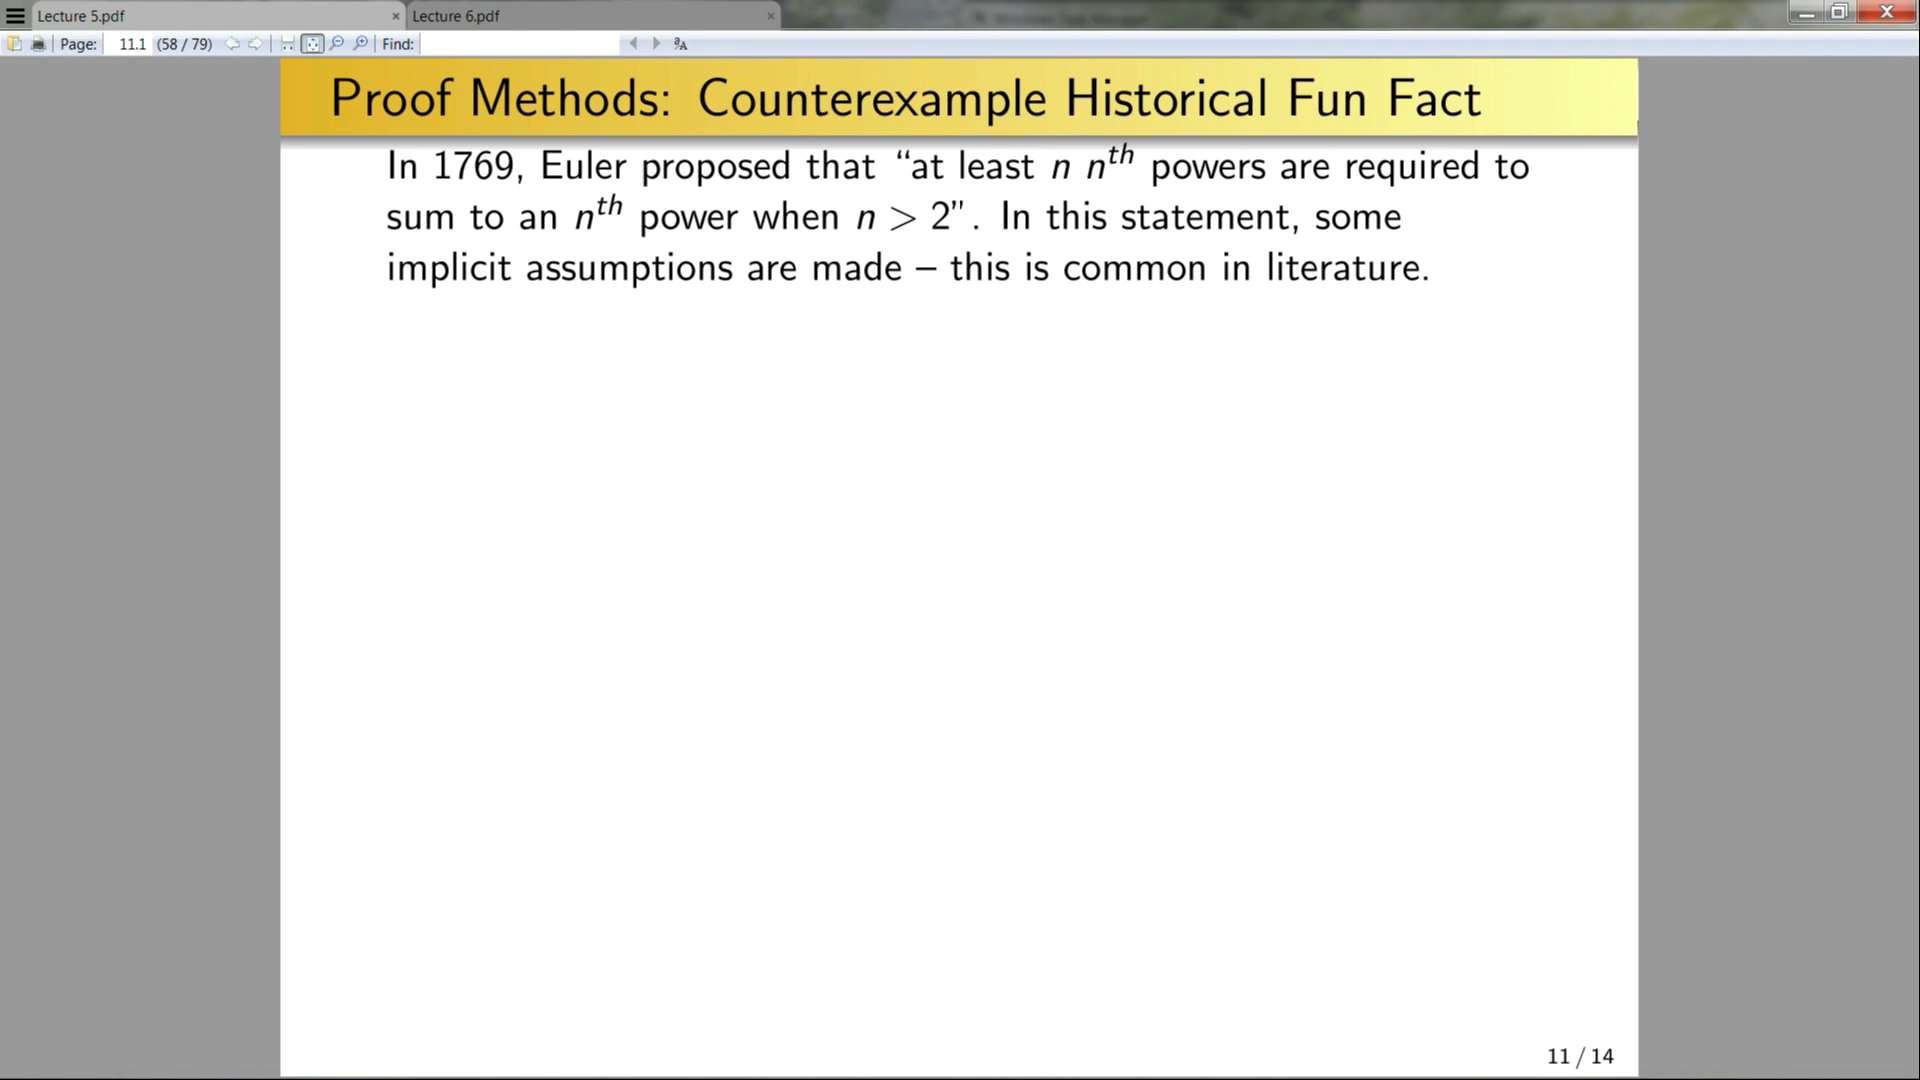 Lecture 5.pdf × Lecture 6.pdf ×
Page: 11.1 (58 / 79) Find:
Proof Methods: Counterexample Historical Fun Fact
In 1769, Euler proposed that “at least n nth powers are required to
sum to an nth power when n > 2”. In this statement, some
implicit assumptions are made – this is common in literature.
11 / 14